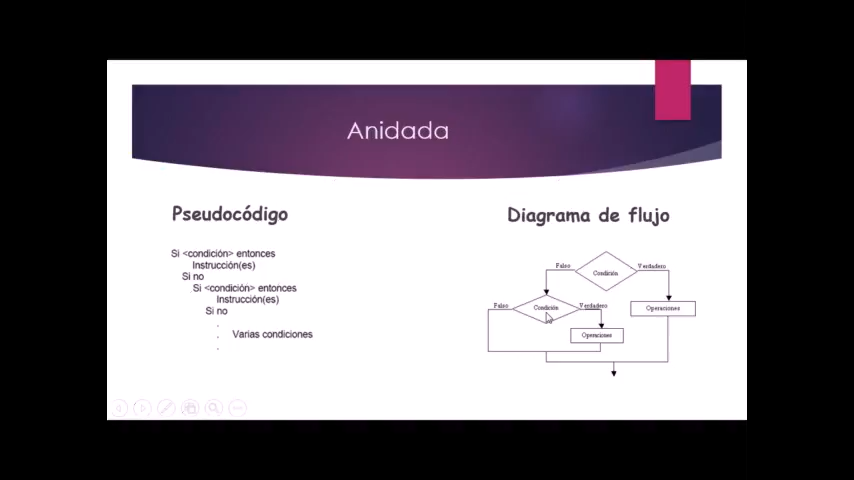 Anidada
Pseudocódigo
Si <condición> entonces
Instrucción(es)
Si no
Si <condición> entonces
Instrucción(es)
Si no
.
. Varias condiciones
.
Diagrama de flujo
Falso
Verdadero
Condición
Falso
Verdadero
Condición
Operaciones
Operaciones